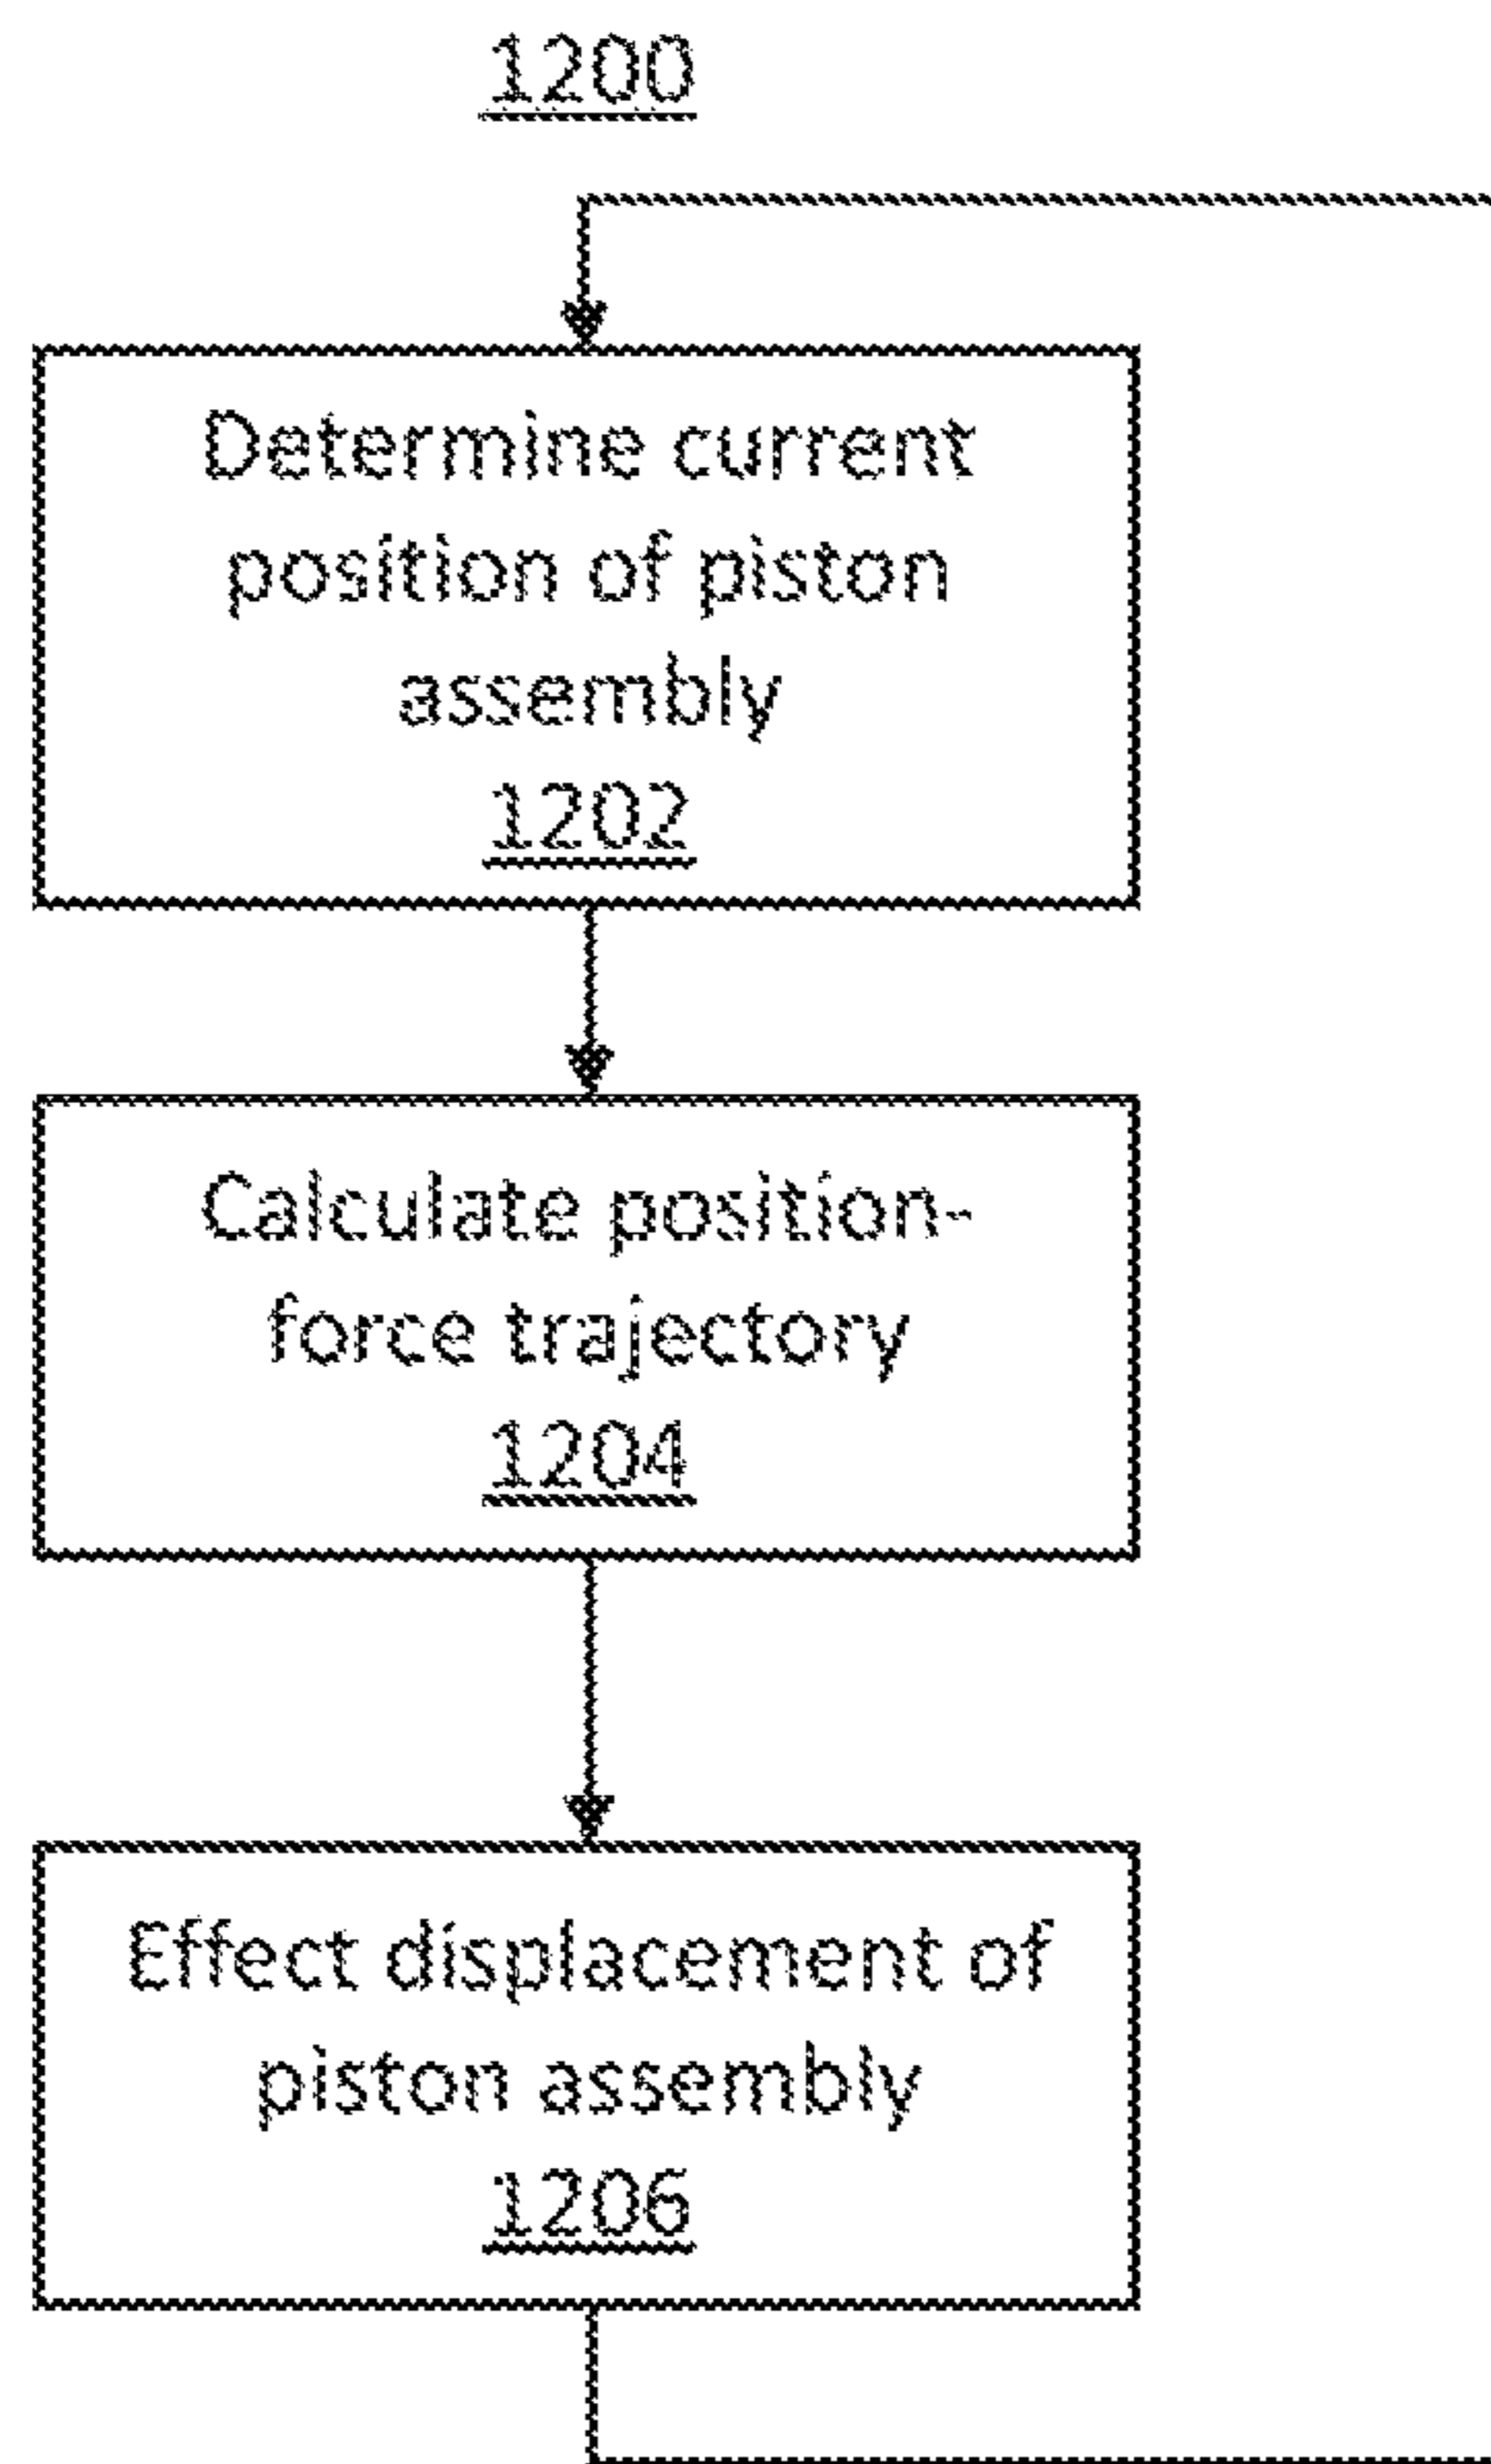 1200
Determine current
position of piston
assembly
1202
Calculate position-
force trajectory
1204
Effect displacement of
piston assembly
1206